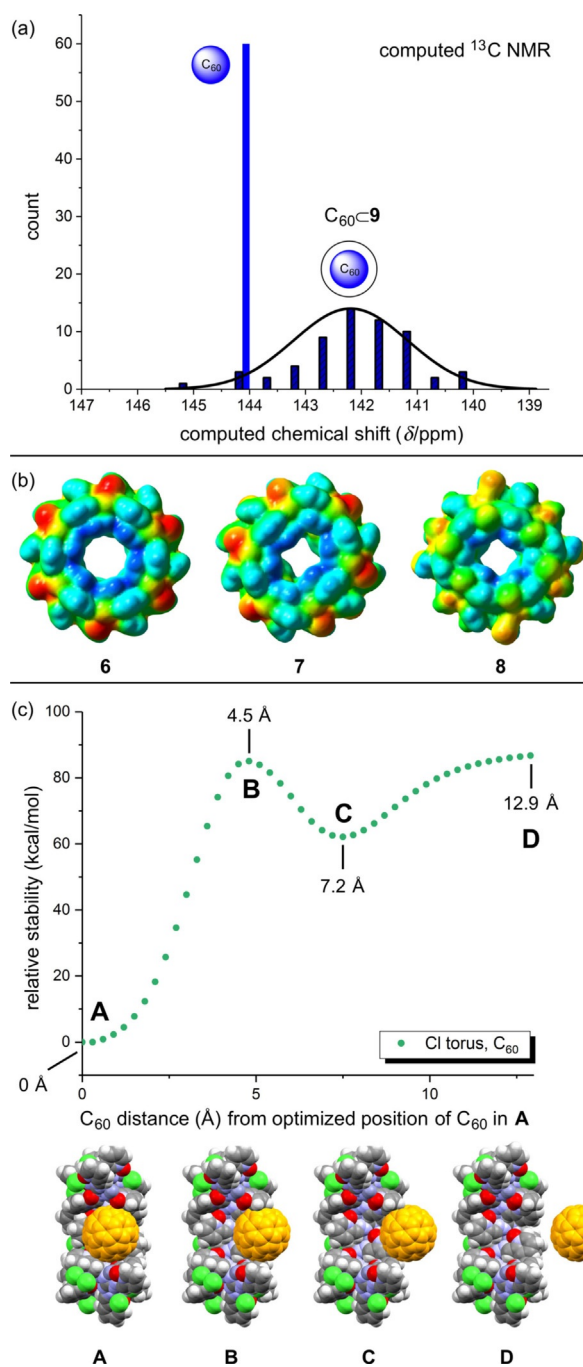 (a)
60
50
40
30
20
10
0
count
computed ¹³C NMR
C₆₀
C₆₀⊂9
C₆₀
147 146 145 144 143 142 141 140 139
computed chemical shift (δ/ppm)
(b)
6 7 8
(c)
100
80
60
40
20
0
relative stability (kcal/mol)
4.5 Å
B
C
7.2 Å
12.9 Å
D
A
0 Å
Cl torus, C₆₀
0 5 10
C₆₀ distance (Å) from optimized position of C₆₀ in A
A B C D